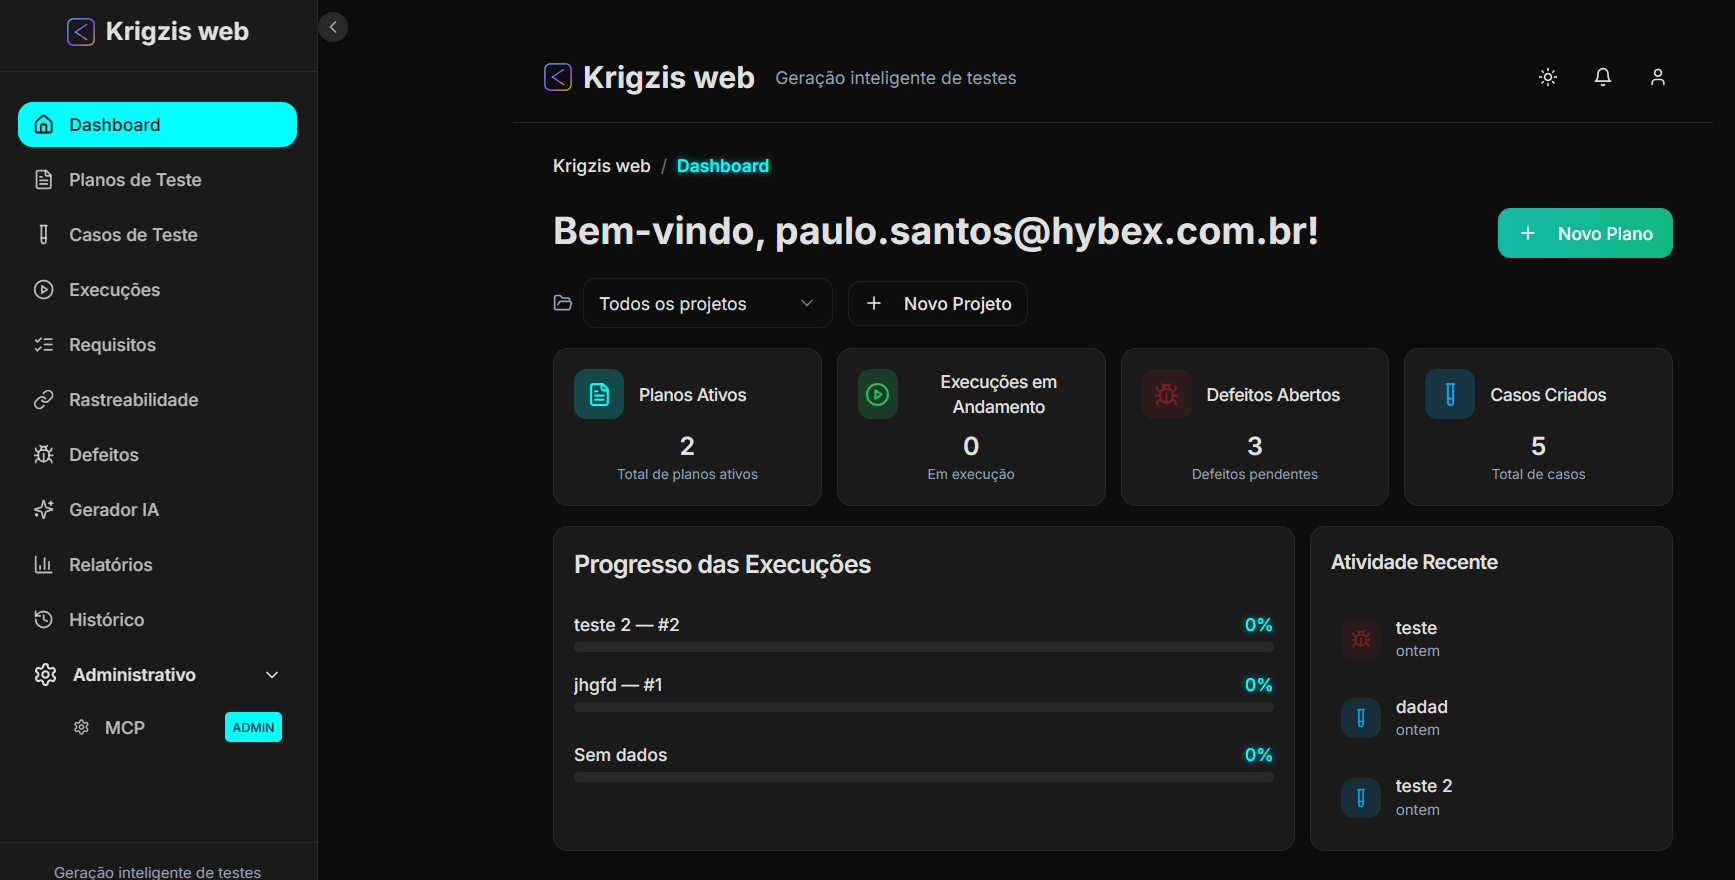 Krigzis web
Dashboard
Planos de Teste
Casos de Teste
Execuções
Requisitos
Rastreabilidade
Defeitos
Gerador IA
Relatórios
Histórico
Administrativo
MCP
ADMIN
Geração inteligente de testes
Krigzis web
Geração inteligente de testes
Krigzis web / Dashboard
Bem-vindo, paulo.santos@hybex.com.br!
Novo Plano
Todos os projetos
Novo Projeto
Planos Ativos
2
Total de planos ativos
Execuções em
Andamento
0
Em execução
Defeitos Abertos
3
Defeitos pendentes
Casos Criados
5
Total de casos
Progresso das Execuções
teste 2 — #2 0%
jhgfd — #1 0%
Sem dados 0%
Atividade Recente
teste
ontem
dadad
ontem
teste 2
ontem